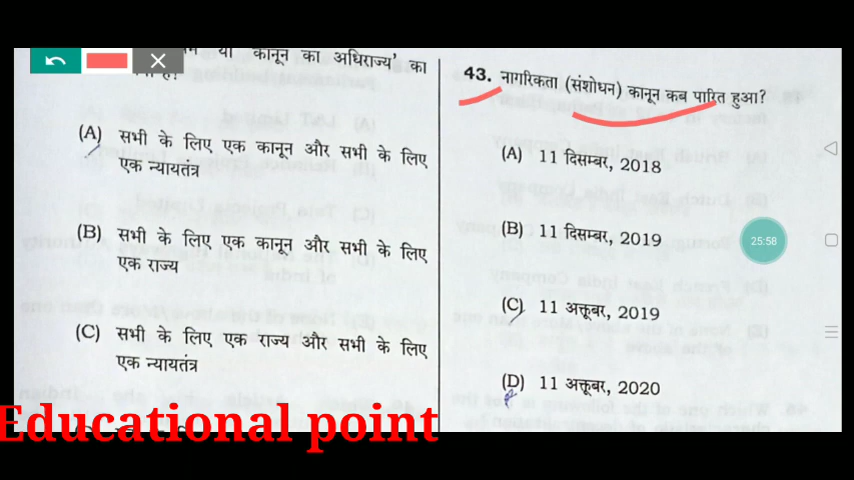 या 'कानून का अधिराज्य' का
(A) सभी के लिए एक कानून और सभी के लिए
एक न्यायतंत्र
(B) सभी के लिए एक कानून और सभी के लिए
एक राज्य
(C) सभी के लिए एक राज्य और सभी के लिए
एक न्यायतंत्र
43. नागरिकता (संशोधन) कानून कब पारित हुआ?
(A) 11 दिसम्बर, 2018
(B) 11 दिसम्बर, 2019
(C) 11 अक्तूबर, 2019
(D) 11 अक्तूबर, 2020
25:58
Educational point